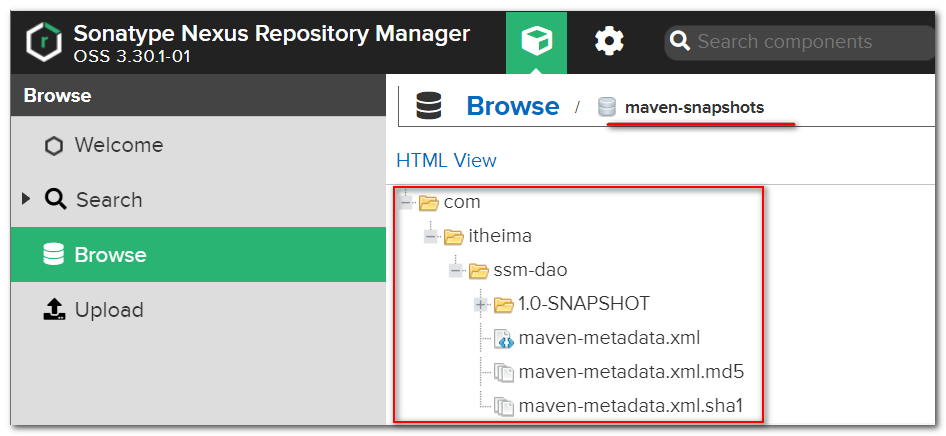 Sonatype Nexus Repository Manager
OSS 3.30.1-01
Search components
Browse
Browse / maven-snapshots
Welcome
HTML View
Search
com
itheima
Browse
ssm-dao
1.0-SNAPSHOT
Upload
maven-metadata.xml
maven-metadata.xml.md5
maven-metadata.xml.sha1